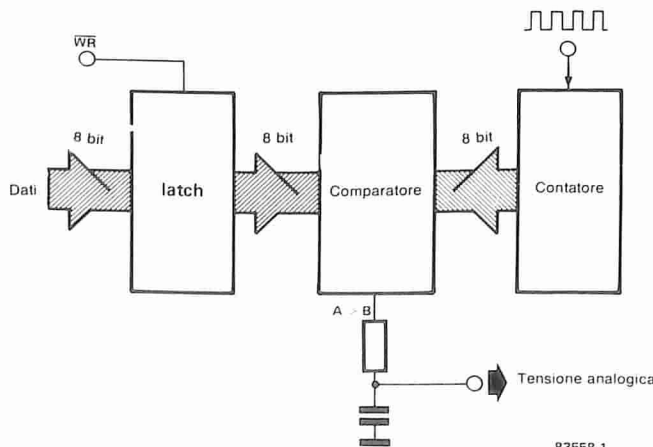 WR
8 bit
8 bit
8 bit
Dati
latch
Comparatore
Contatore
A > B
Tensione analogica
83558-1